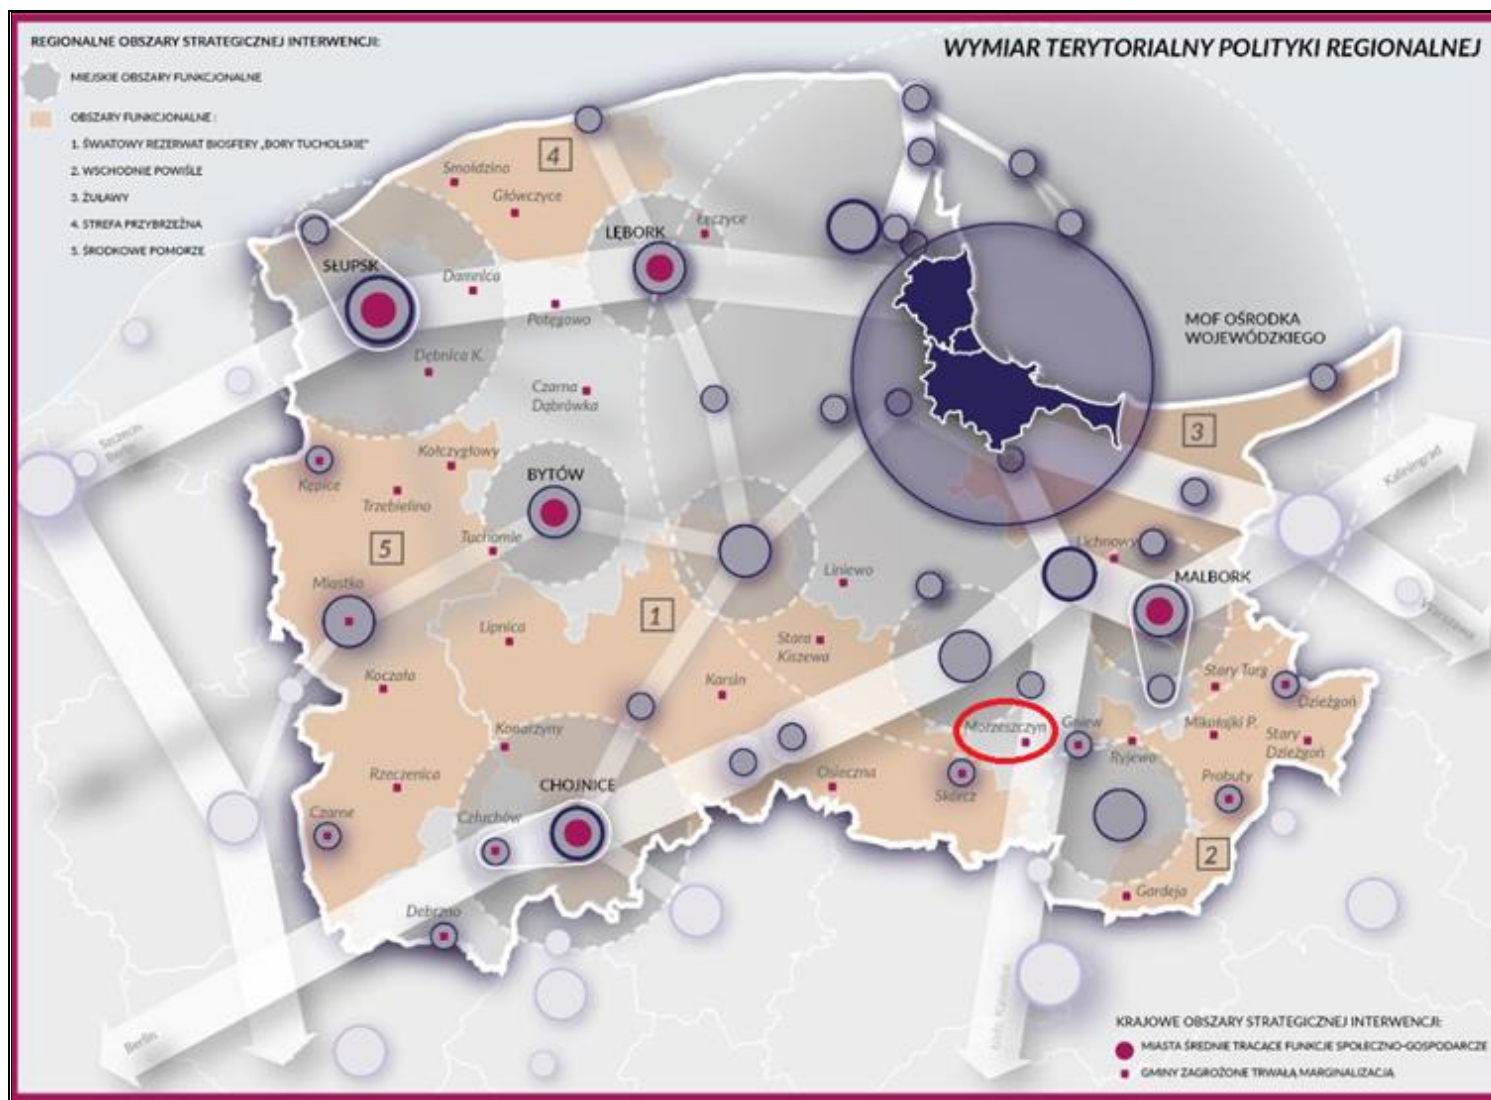 REGIONALNE OBSZARY STRATEGICZNEJ INTERWENCJI:
MIEJSKIE OBSZARY FUNKCJONALNE
OBSZARY FUNKCJONALNE :
1. ŚWIATOWY REZERWAT BIOSFERY „BORY TUCHOLSKIE"
2. WSCHODNIE POWIŚLE
3. ŻUŁAWY
4. STREFA PRZYBRZEŻNA
5. ŚRODKOWE POMORZE
WYMIAR TERYTORIALNY POLITYKI REGIONALNEJ
4
Smołdzino
Główczyce
Łęczyce
LĘBORK
SŁUPSK
Damnica
Potęgowo
MOF OŚRODKA
WOJEWÓDZKIEGO
Dębnica K.
Czarna
Dąbrówka
3
Szczecin
Berlin
Kaliningrad
Kołczygłowy
Kępice
BYTÓW
Trzebielino
5
Tuchomie
Lichnowy
Liniewo
MALBORK
Miastko
1
Warszawa
Lipnica
Stara
Kiszewa
Koczała
Karsin
Stary Targ
Dzierzgoń
Konarzyny
Morzeszczyn
Gniew
Mikołajki P.
Stary
Dzierzgoń
Ryjewo
Rzeczenica
CHOJNICE
Osieczna
Skórcz
Prabuty
Czarne
Człuchów
2
Gardeja
Debrzno
Berlin
KRAJOWE OBSZARY STRATEGICZNEJ INTERWENCJI:
MIASTA ŚREDNIE TRACĄCE FUNKCJE SPOŁECZNO-GOSPODARCZE
GMINY ZAGROŻONE TRWAŁĄ MARGINALIZACJĄ